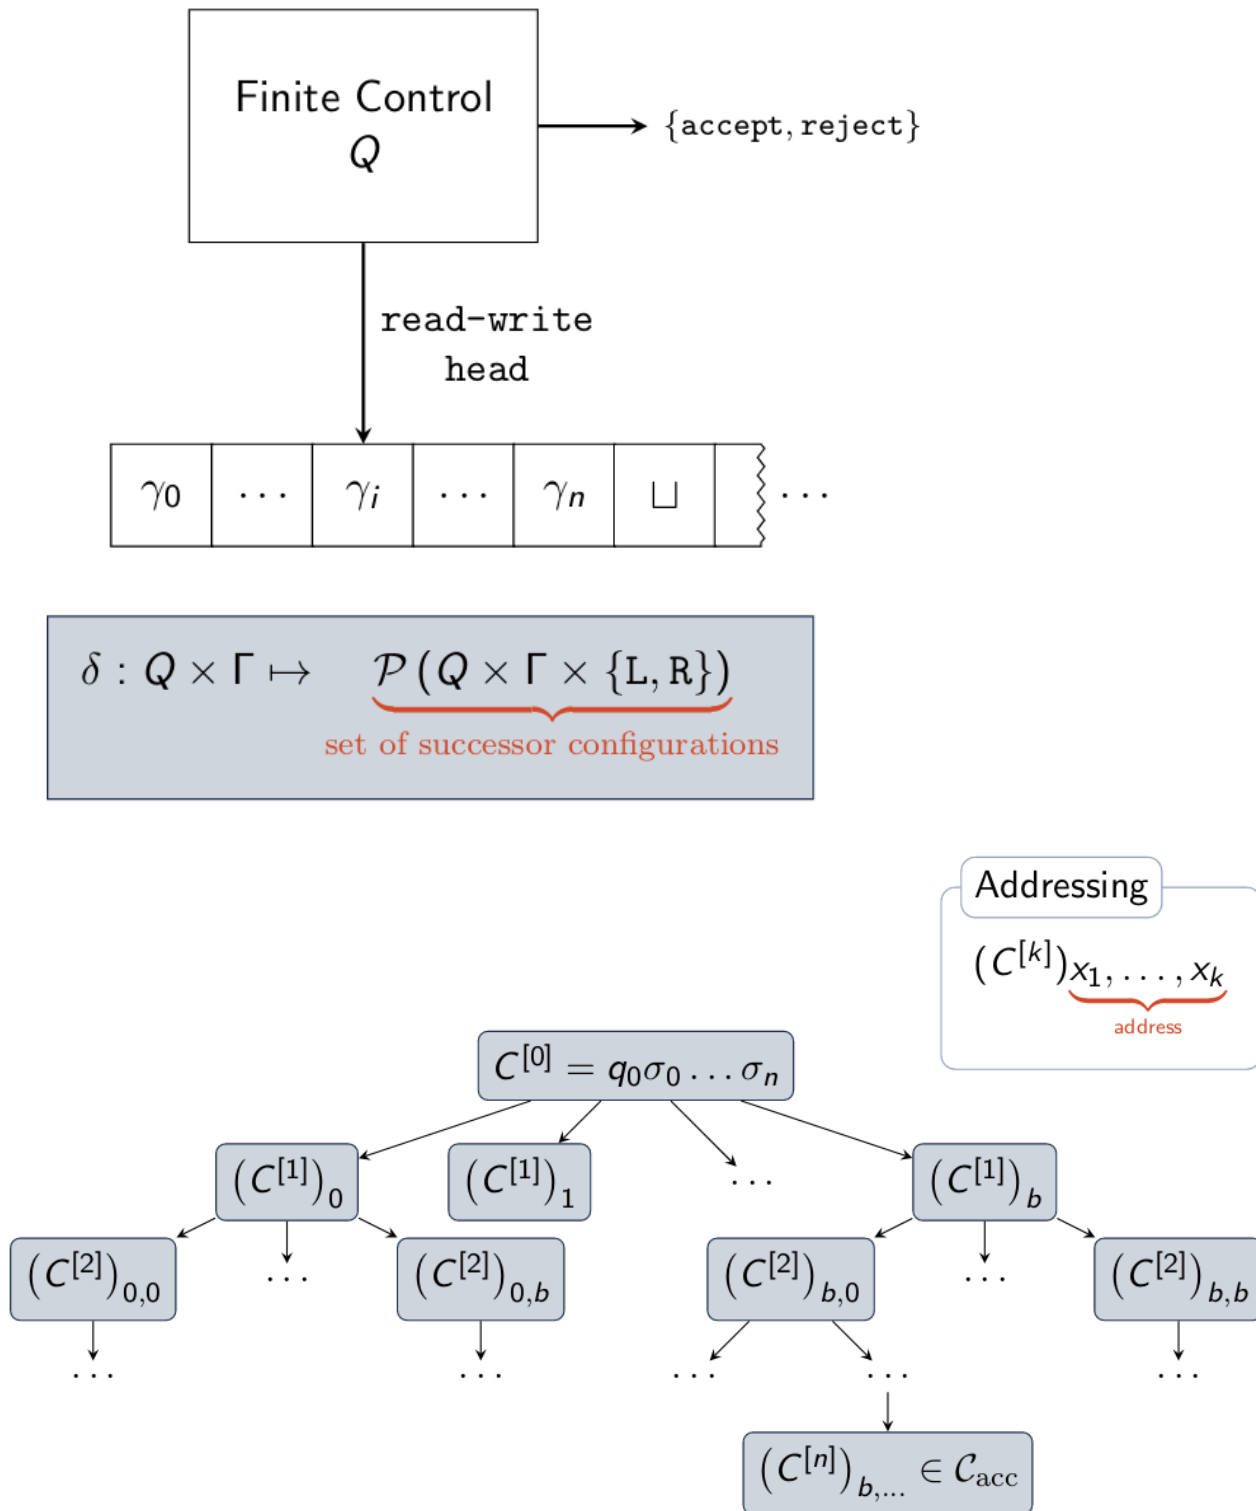 Finite Control
Q
{accept, reject}
read-write
head
γ0 ··· γi ··· γn ⊔ ···
δ : Q × Γ ↦ 𝒫 (Q × Γ × {L, R})
set of successor configurations
Addressing
(C^[k])x1, . . . , xk
address
C^[0] = q0σ0 . . . σn
(C^[1])0 (C^[1])1 ··· (C^[1])b
(C^[2])0,0 ··· (C^[2])0,b (C^[2])b,0 ··· (C^[2])b,b
··· ··· ··· ··· ···
(C^[n])b,... ∈ 𝒞acc